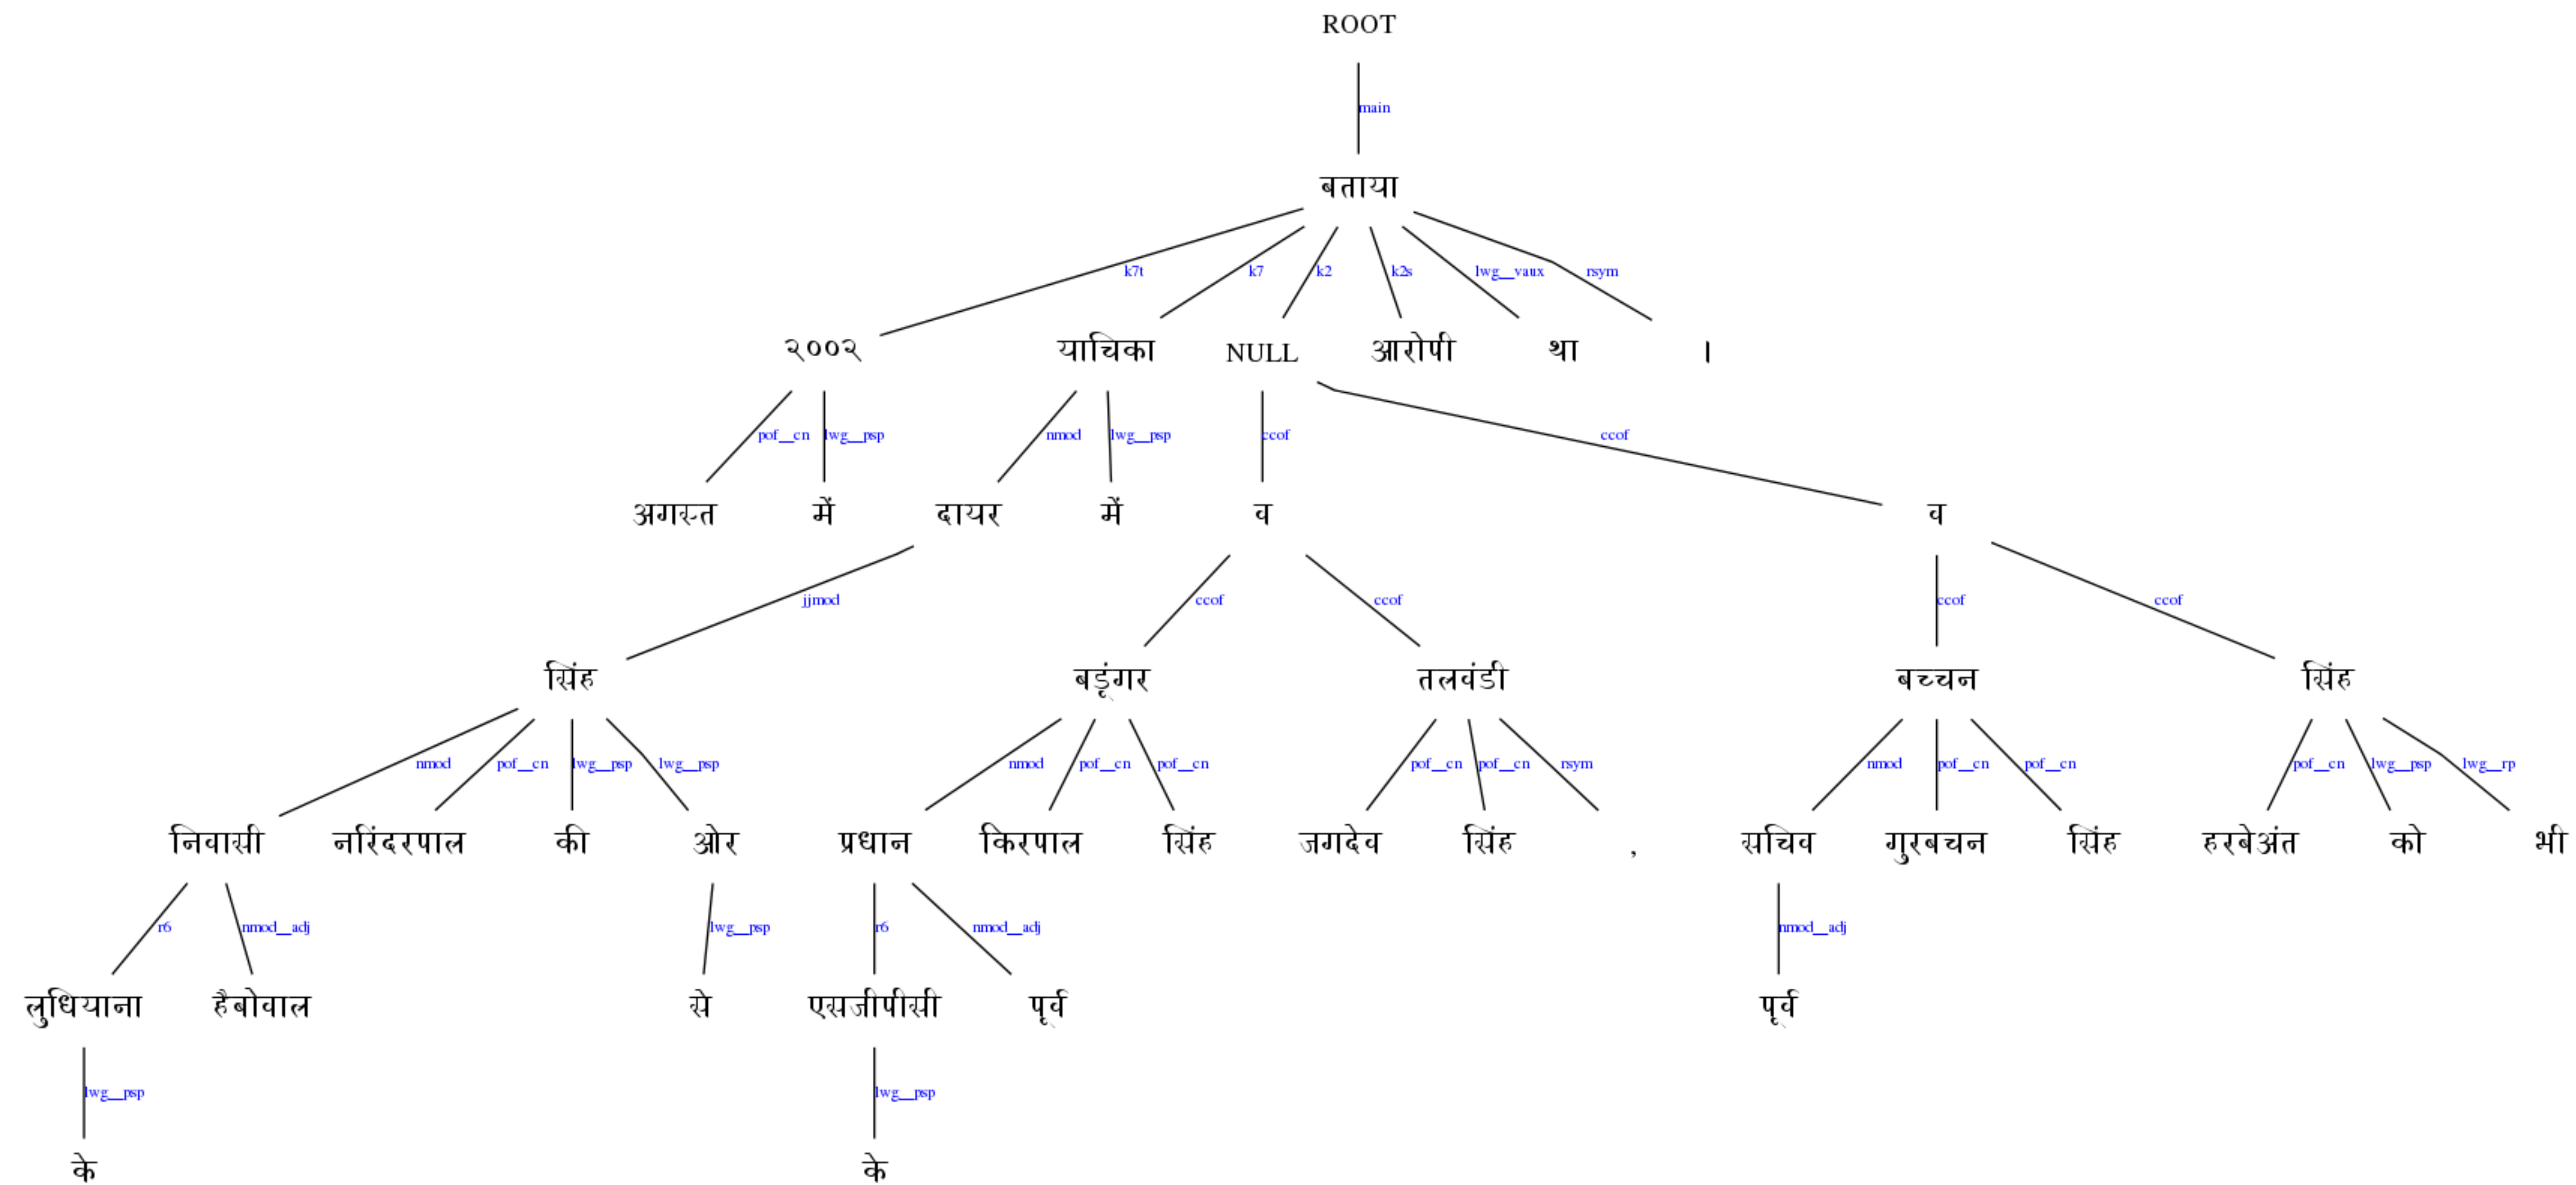 ROOT
main
बताया
k7t k7 k2 k2s lwg__vaux rsym
२००२ याचिका NULL आरोपी था ।
pof__cn lwg__psp nmod lwg__psp ccof ccof
अगस्त में दायर में व व
jjmod ccof ccof ccof ccof
सिंह बडूंगर तलवंडी बच्चन सिंह
nmod pof__cn lwg__psp lwg__psp nmod pof__cn pof__cn pof__cn pof__cn rsym nmod pof__cn pof__cn pof__cn lwg__psp lwg__rp
निवासी नरिंदरपाल की ओर प्रधान किरपाल सिंह जगदेव सिंह , सचिव गुरबचन सिंह हरबेअंत को भी
r6 nmod__adj lwg__psp r6 nmod__adj nmod__adj
लुधियाना हैबोवाल से एसजीपीसी पूर्व पूर्व
lwg__psp lwg__psp
के के